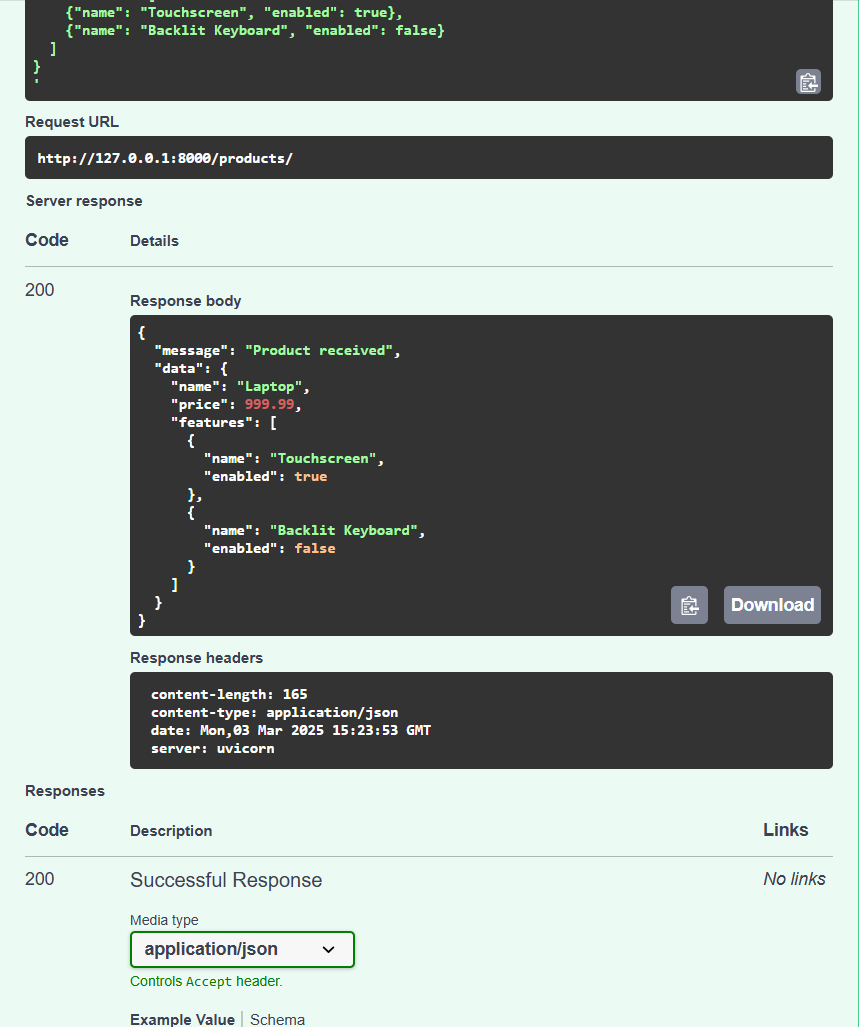 {"name": "Touchscreen", "enabled": true},
{"name": "Backlit Keyboard", "enabled": false}
]
}
'
Request URL
http://127.0.0.1:8000/products/
Server response
Code Details
200
Response body
{
"message": "Product received",
"data": {
"name": "Laptop",
"price": 999.99,
"features": [
{
"name": "Touchscreen",
"enabled": true
},
{
"name": "Backlit Keyboard",
"enabled": false
}
]
}
}
Download
Response headers
content-length: 165
content-type: application/json
date: Mon,03 Mar 2025 15:23:53 GMT
server: uvicorn
Responses
Code Description Links
200 Successful Response No links
Media type
application/json
Controls Accept header.
Example Value Schema